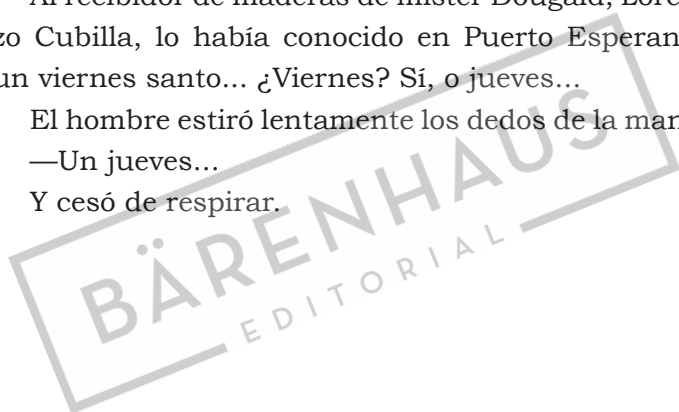 Al recibidor de maderas de míster Dougald, Lore
zo Cubilla, lo había conocido en Puerto Esperan
un viernes santo... ¿Viernes? Sí, o jueves...
El hombre estiró lentamente los dedos de la man
—Un jueves...
Y cesó de respirar.
BÄRENHAUS
EDITORIAL